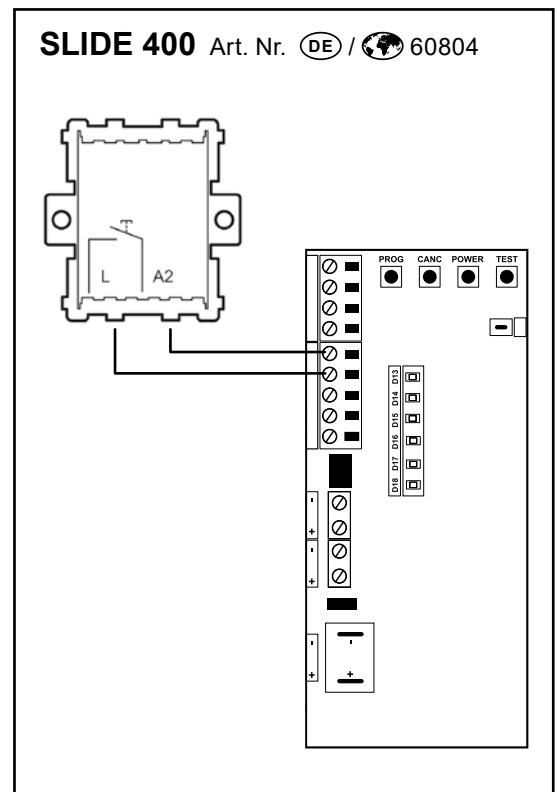 SLIDE 400 Art. Nr. DE / 60804
L A2
PROG CANC POWER TEST
D13
D14
D15
D16
D17
D18
- +
- +
- +
- +